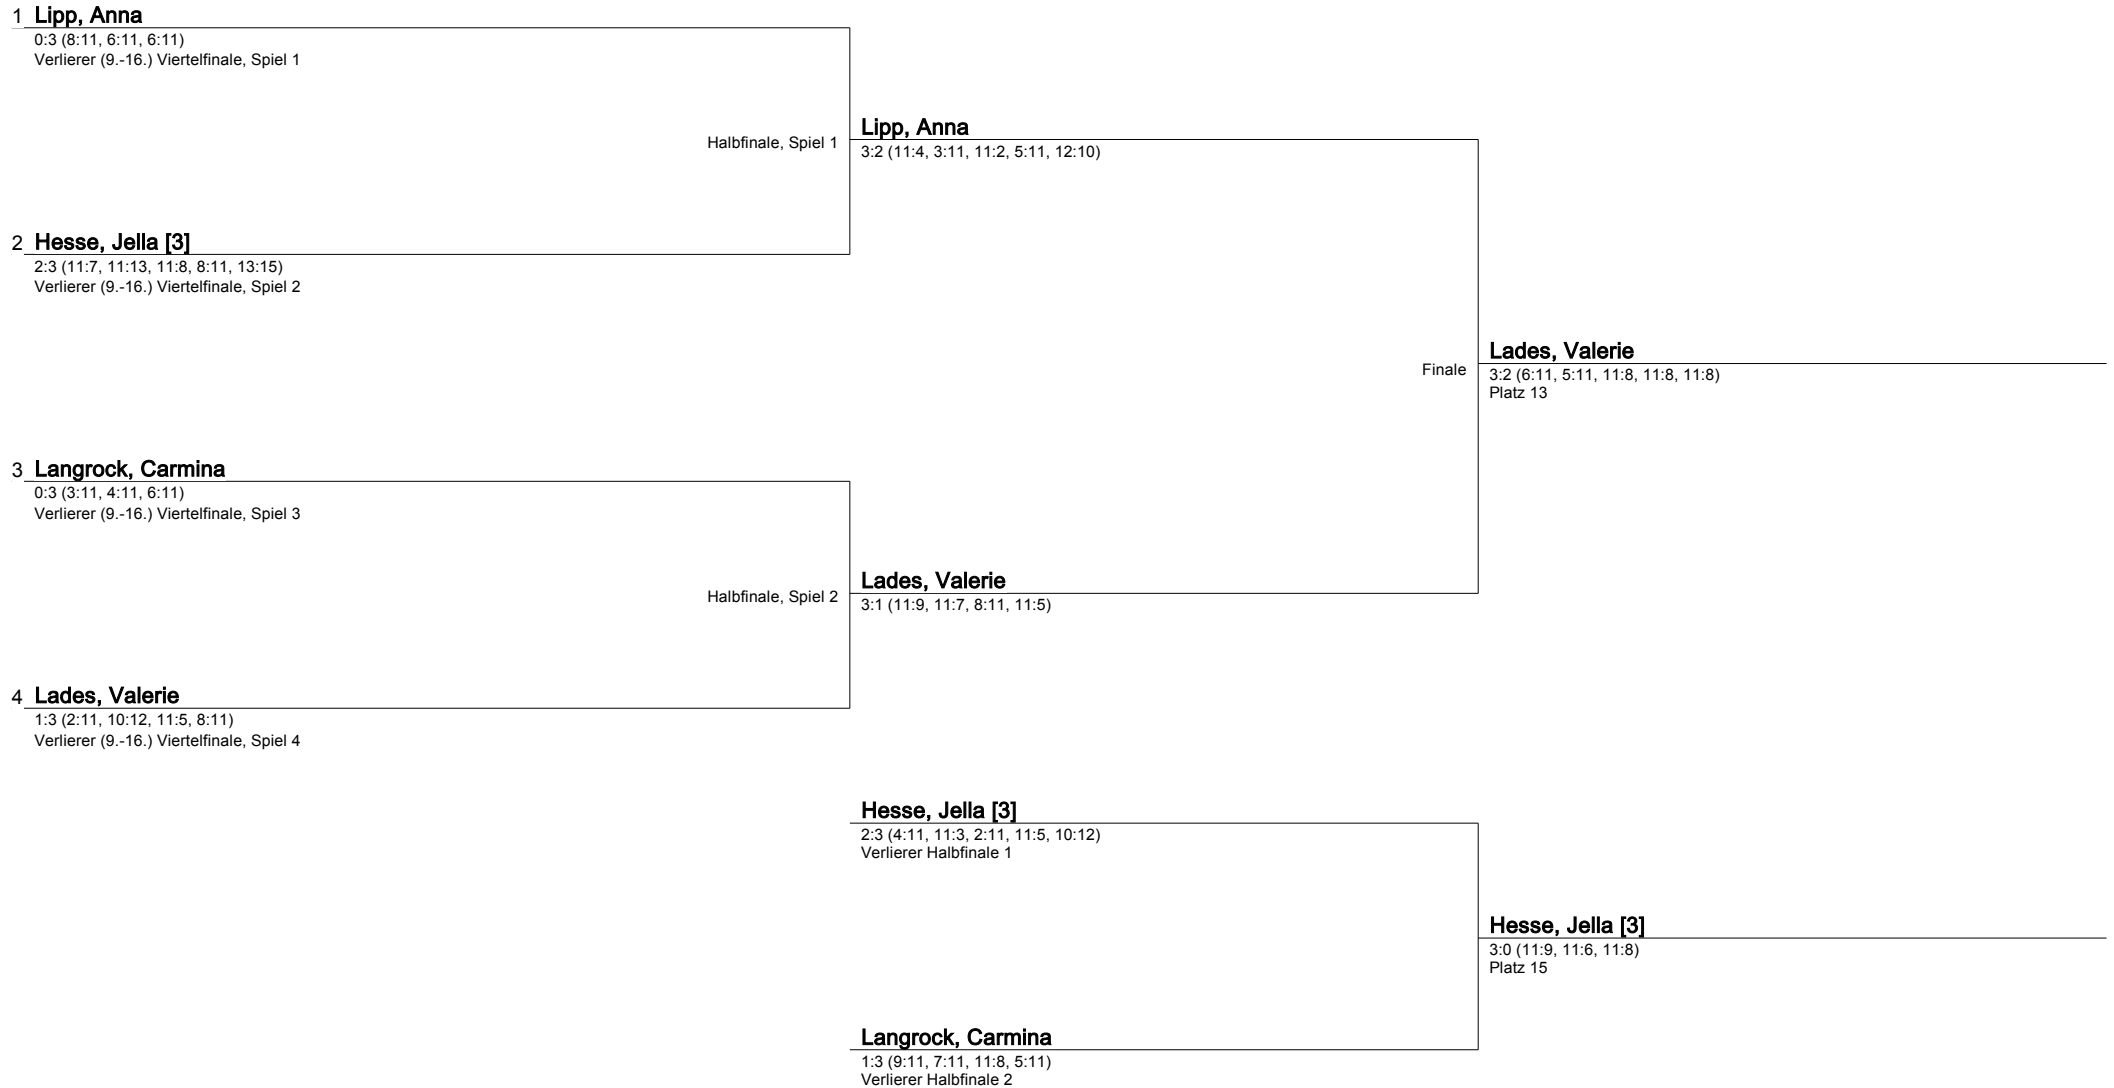 1 Lipp, Anna
0:3 (8:11, 6:11, 6:11)
Verlierer (9.-16.) Viertelfinale, Spiel 1
Halbfinale, Spiel 1
Lipp, Anna
3:2 (11:4, 3:11, 11:2, 5:11, 12:10)
2 Hesse, Jella [3]
2:3 (11:7, 11:13, 11:8, 8:11, 13:15)
Verlierer (9.-16.) Viertelfinale, Spiel 2
Finale
Lades, Valerie
3:2 (6:11, 5:11, 11:8, 11:8, 11:8)
Platz 13
3 Langrock, Carmina
0:3 (3:11, 4:11, 6:11)
Verlierer (9.-16.) Viertelfinale, Spiel 3
Halbfinale, Spiel 2
Lades, Valerie
3:1 (11:9, 11:7, 8:11, 11:5)
4 Lades, Valerie
1:3 (2:11, 10:12, 11:5, 8:11)
Verlierer (9.-16.) Viertelfinale, Spiel 4
Hesse, Jella [3]
2:3 (4:11, 11:3, 2:11, 11:5, 10:12)
Verlierer Halbfinale 1
Hesse, Jella [3]
3:0 (11:9, 11:6, 11:8)
Platz 15
Langrock, Carmina
1:3 (9:11, 7:11, 11:8, 5:11)
Verlierer Halbfinale 2